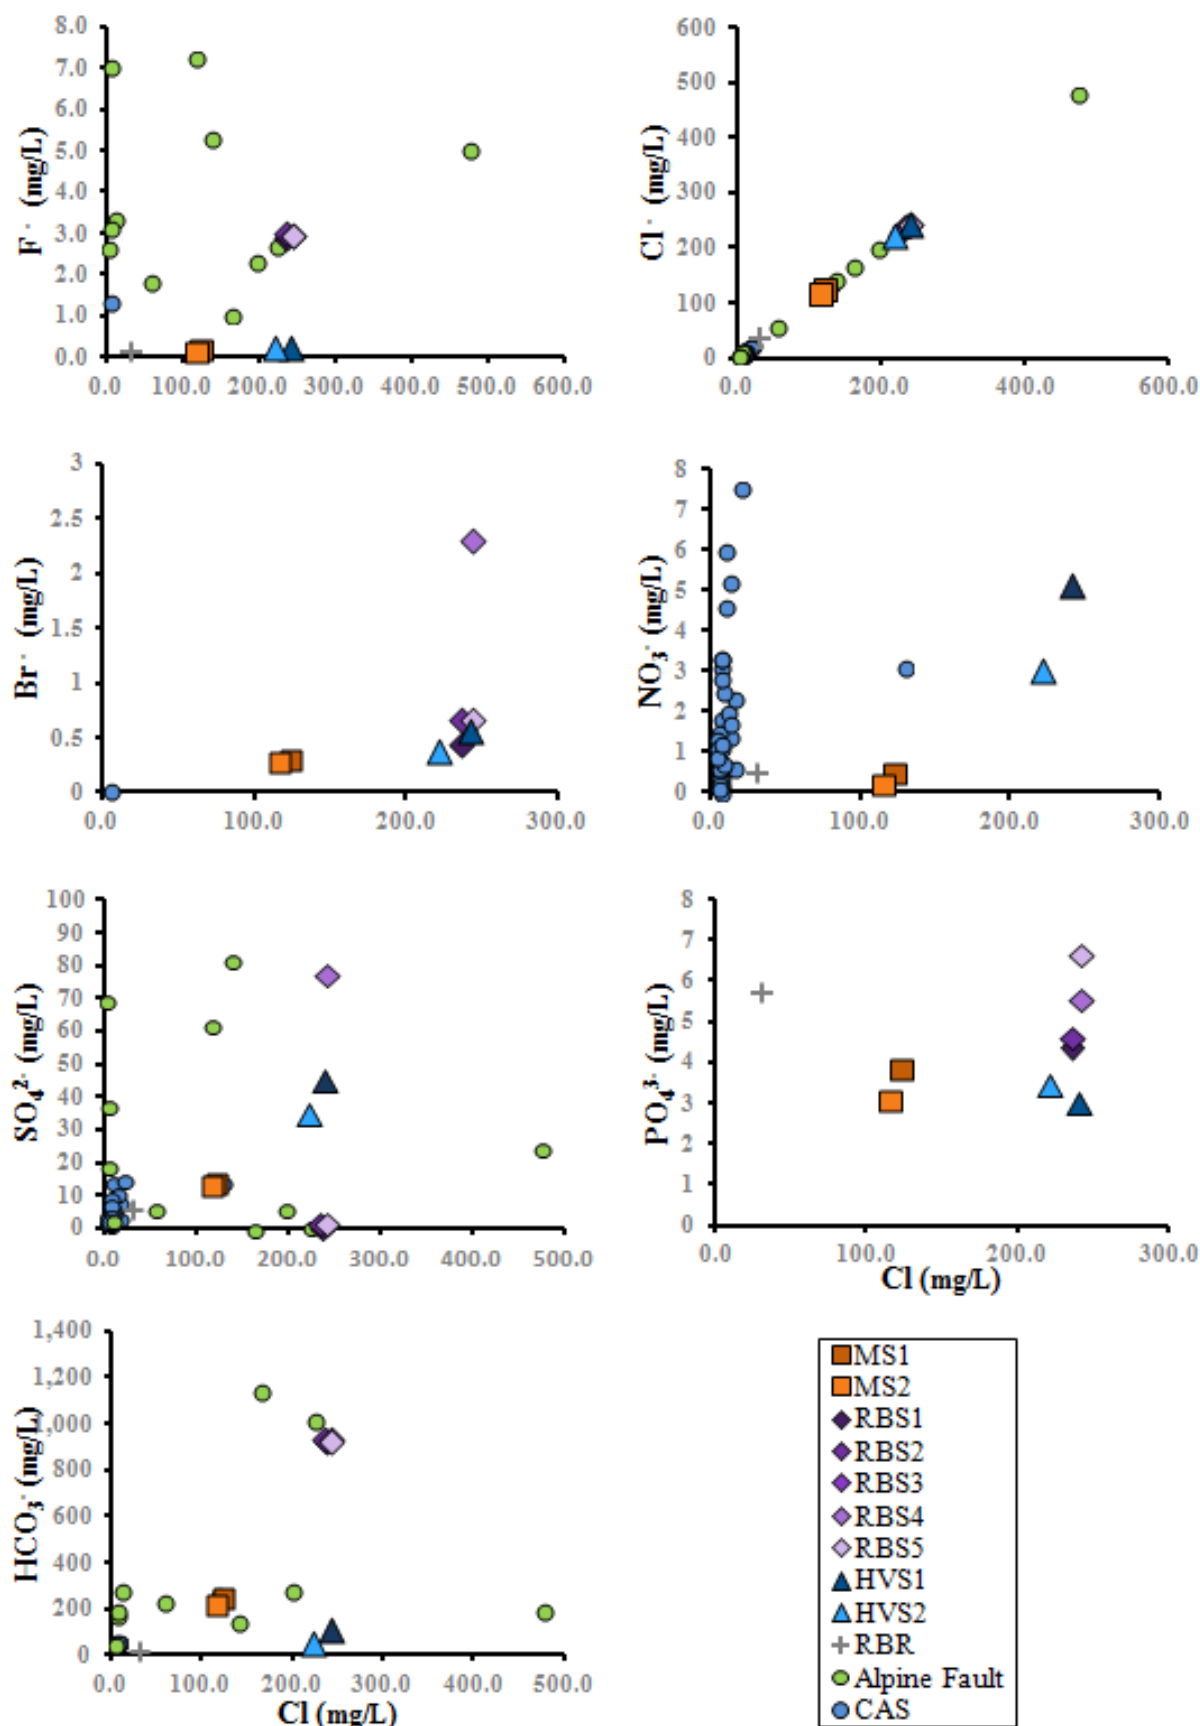 8.0
7.0
6.0
5.0
4.0
3.0
2.0
1.0
0.0
F⁻ (mg/L)
0.0 100.0 200.0 300.0 400.0 500.0 600.0
600
500
400
300
200
100
0
Cl⁻ (mg/L)
0.0 200.0 400.0 600.0
3
2.5
2
1.5
1
0.5
0
Br⁻ (mg/L)
0.0 100.0 200.0 300.0
8
7
6
5
4
3
2
1
0
NO₃⁻ (mg/L)
0.0 100.0 200.0 300.0
100
90
80
70
60
50
40
30
20
10
0
SO₄²⁻ (mg/L)
0.0 100.0 200.0 300.0 400.0 500.0
8
7
6
5
4
3
2
1
0
PO₄³⁻ (mg/L)
0.0 100.0 200.0 300.0
Cl (mg/L)
1,400
1,200
1,000
800
600
400
200
0
HCO₃⁻ (mg/L)
0.0 100.0 200.0 300.0 400.0 500.0
Cl (mg/L)
MS1
MS2
RBS1
RBS2
RBS3
RBS4
RBS5
HVS1
HVS2
RBR
Alpine Fault
CAS